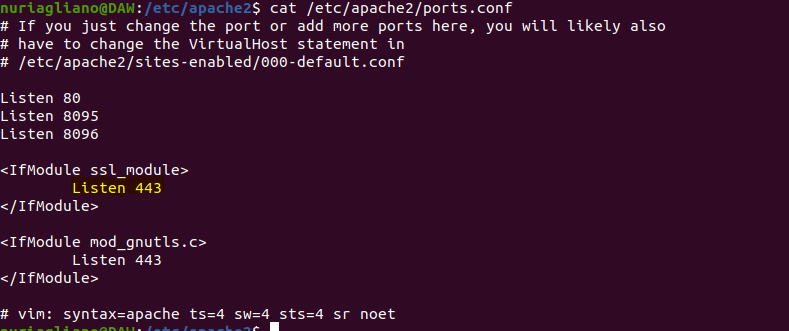 nuriagliano@DAW:/etc/apache2$ cat /etc/apache2/ports.conf
# If you just change the port or add more ports here, you will likely also
# have to change the VirtualHost statement in
# /etc/apache2/sites-enabled/000-default.conf

Listen 80
Listen 8095
Listen 8096

<IfModule ssl_module>
        Listen 443
</IfModule>

<IfModule mod_gnutls.c>
        Listen 443
</IfModule>

# vim: syntax=apache ts=4 sw=4 sts=4 sr noet
nuriagliano@DAW:/etc/apache2$